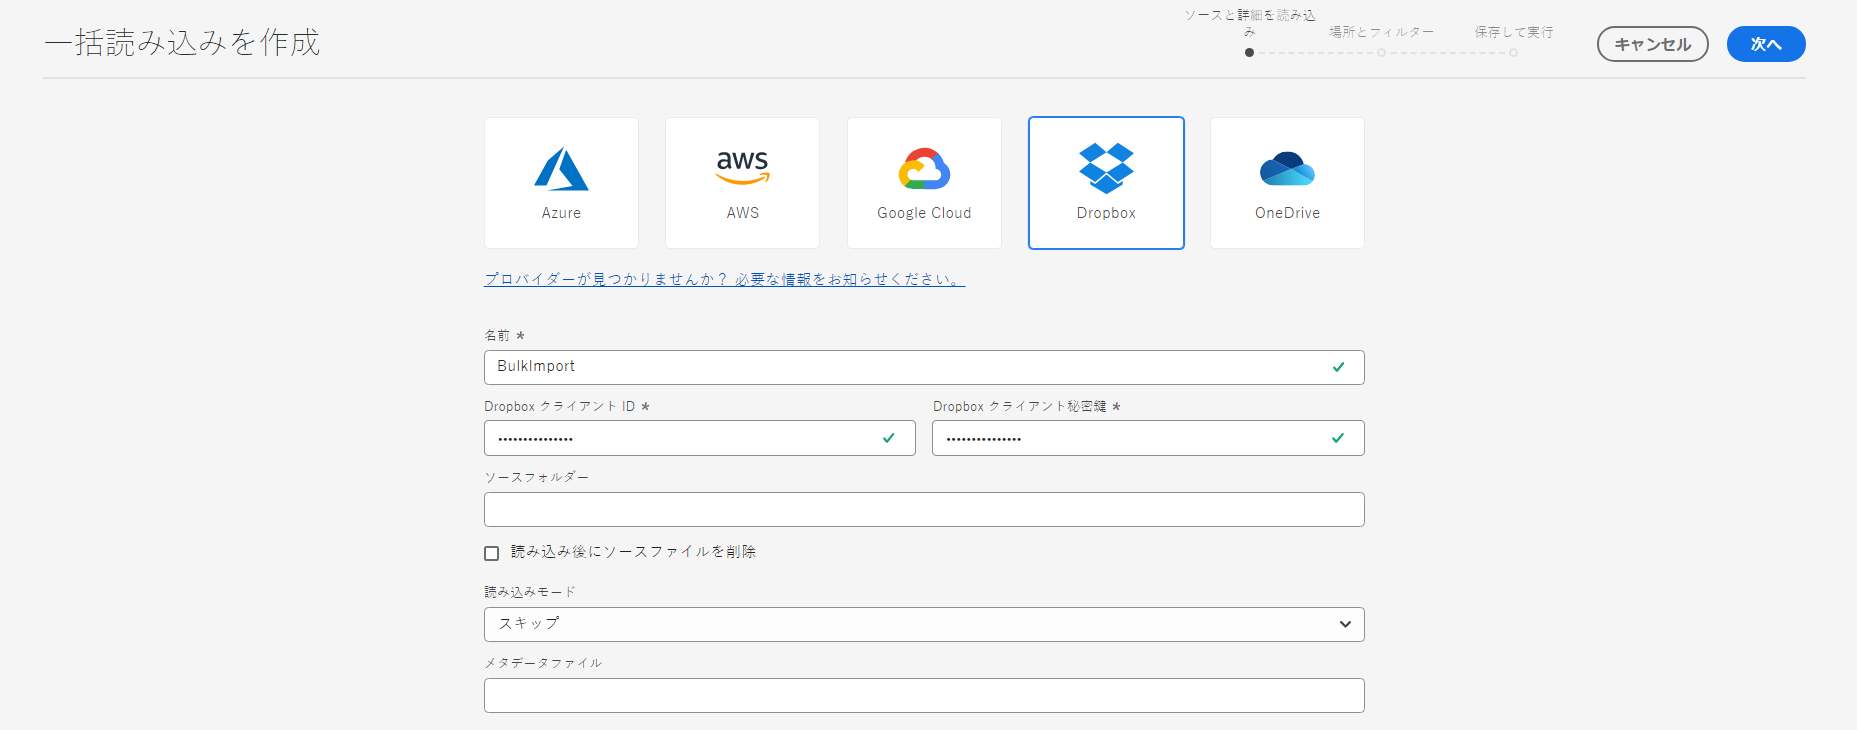 一括読み込みを作成
ソースと詳細を読み込
み
場所とフィルター
保存して実行
キャンセル
次へ
aws
Azure
AWS
Google Cloud
Dropbox
OneDrive
プロバイダーが見つかりませんか？ 必要な情報をお知らせください。
名前 *
BulkImport
Dropbox クライアント ID *
Dropbox クライアント秘密鍵 *
•••••••••••••••
•••••••••••••••
ソースフォルダー
読み込み後にソースファイルを削除
読み込みモード
スキップ
メタデータファイル